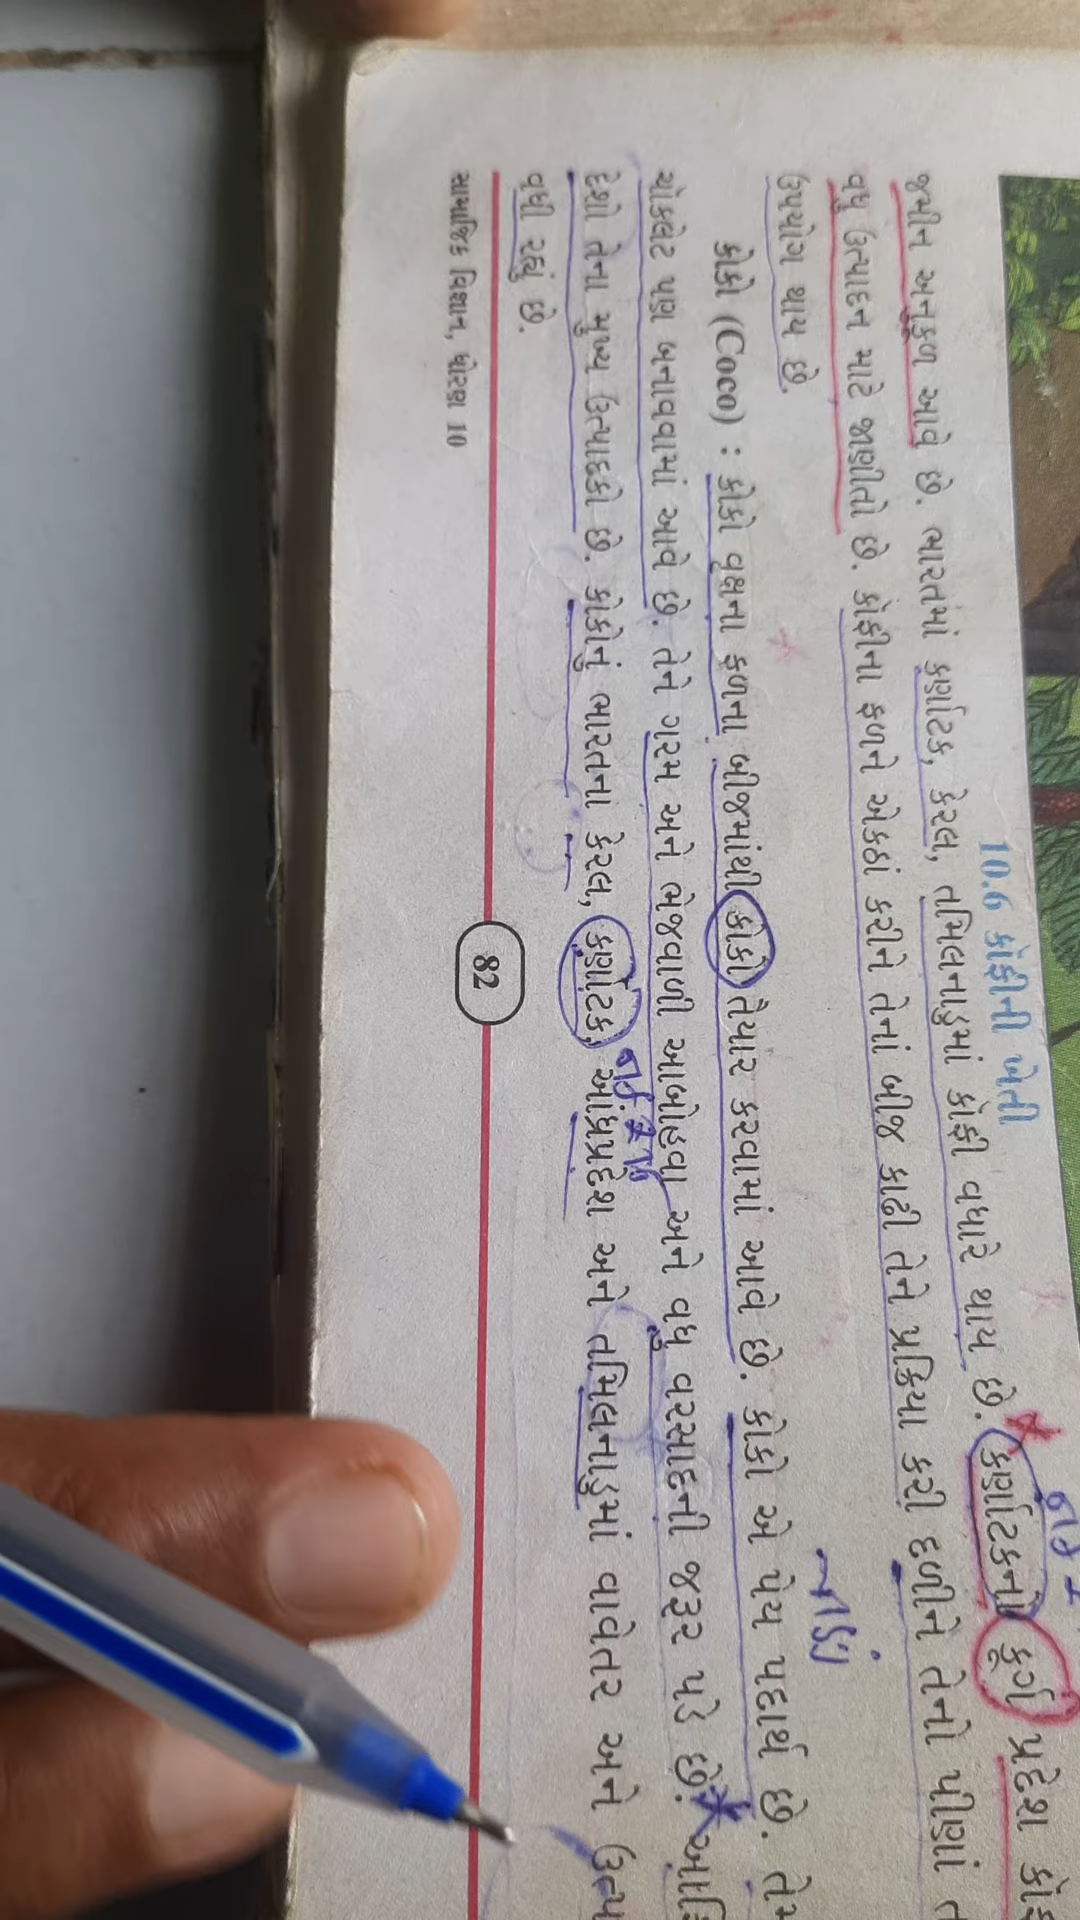 10.6 કોફીની ખેતી
જમીન અનુકૂળ આવે છે. ભારતમાં કર્ણાટક, કેરલ, તમિલનાડુમાં કોફી વધારે થાય છે. કર્ણાટકનો કૂર્ગ પ્રદેશ
વધુ ઉત્પાદન માટે જાણીતો છે. કોફીના ફળને એકઠાં કરીને તેનાં બીજ કાઢી તેને પ્રક્રિયા કરી દળીને તેનો પીણાં
ઉપયોગ થાય છે.
કોકો (Coco) : કોકો વૃક્ષના ફળના બીજમાંથી કોકો તૈયાર કરવામાં આવે છે. કોકો એ પેય પદાર્થ છે.
ચોકલેટ પણ બનાવવામાં આવે છે. તેને ગરમ અને ભેજવાળી આબોહવા અને વધુ વરસાદની જરૂર પડે છે.
દેશો તેના મુખ્ય ઉત્પાદકો છે. કોકોનું ભારતના કેરલ, કર્ણાટક, આંધ્રપ્રદેશ અને તમિલનાડુમાં વાવેતર અને
વધી રહ્યું છે.
82
સામાજિક વિજ્ઞાન, ધોરણ 10